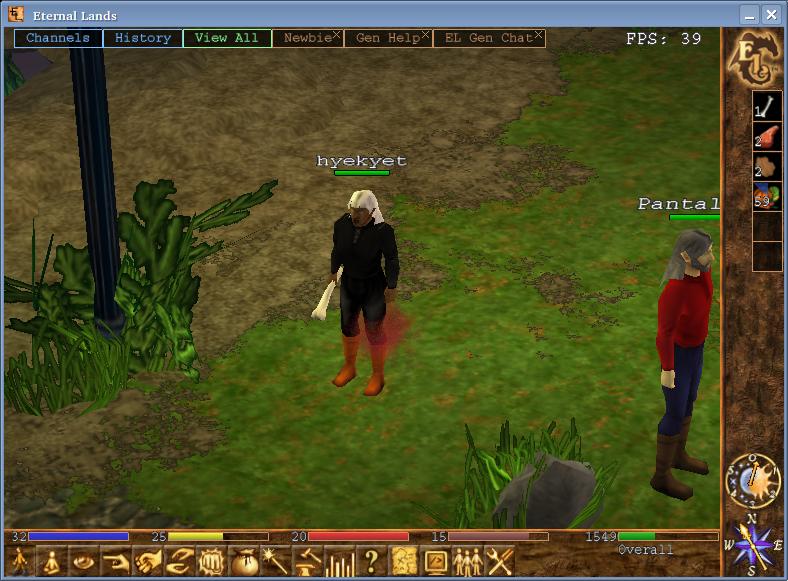 Eternal Lands
Channels History View All Newbie Gen Help EL Gen Chat FPS: 39
1
hyekyet
2
2
Pantal
59
32 25 20 15 1549
Overall
N
W E
S